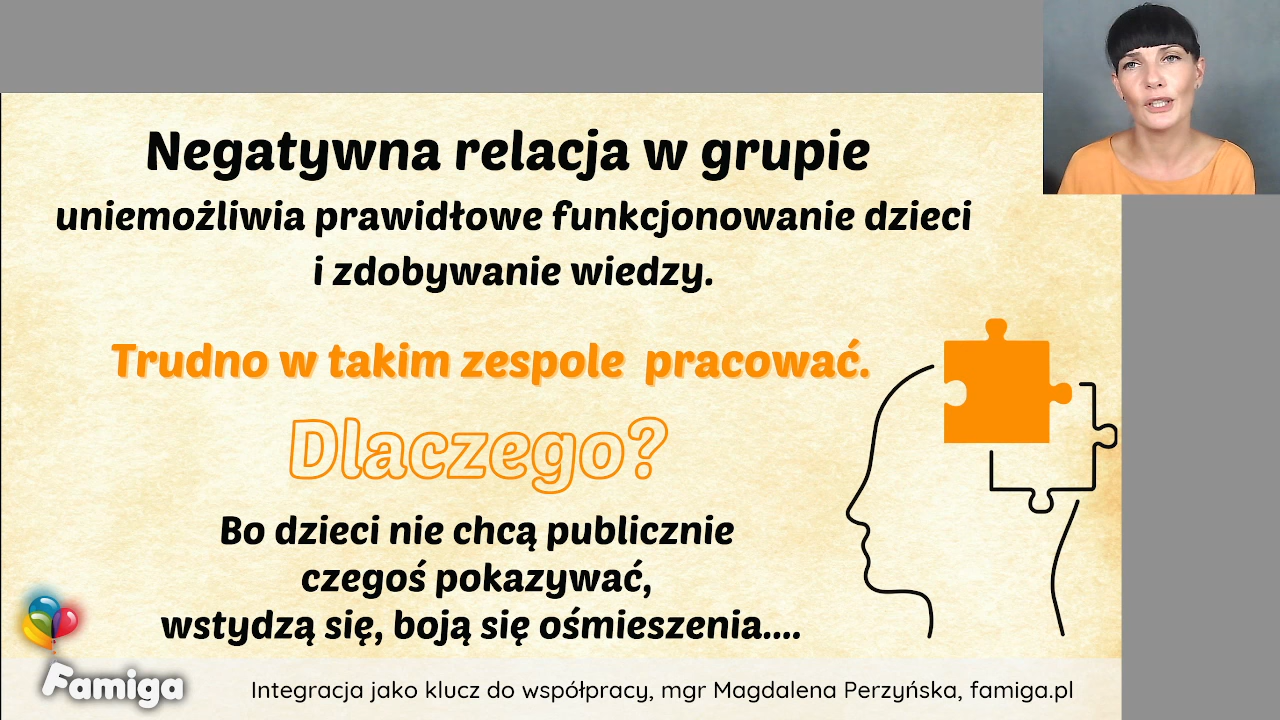 Negatywna relacja w grupie
uniemożliwia prawidłowe funkcjonowanie dzieci
i zdobywanie wiedzy.
Trudno w takim zespole pracować.
Dlaczego?
Bo dzieci nie chcą publicznie
czegoś pokazywać,
wstydzą się, boją się ośmieszenia....
Famiga
Integracja jako klucz do współpracy, mgr Magdalena Perzyńska, famiga.pl